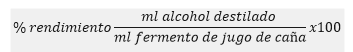 % rendimiento ml alcohol destilado / ml fermento de jugo de caña x100